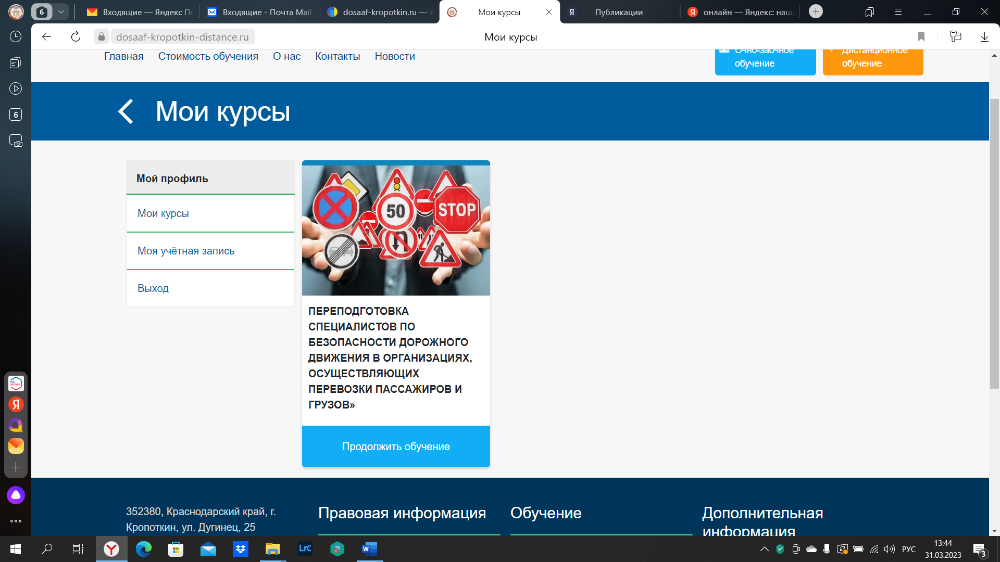 6
Входящие — Яндекс П
Входящие - Почта Mail.
dosaaf-kropotkin.ru —
Мои курсы
Публикации
онлайн — Яндекс: наш
dosaaf-kropotkin-distance.ru
Мои курсы
6
Главная
Стоимость обучения
О нас
Контакты
Новости
Очно-заочное
обучение
Дистанционное
обучение
Мои курсы
Мой профиль
Мои курсы
Моя учётная запись
Выход
50
STOP
ПЕРЕПОДГОТОВКА
СПЕЦИАЛИСТОВ ПО
БЕЗОПАСНОСТИ ДОРОЖНОГО
ДВИЖЕНИЯ В ОРГАНИЗАЦИЯХ,
ОСУЩЕСТВЛЯЮЩИХ
ПЕРЕВОЗКИ ПАССАЖИРОВ И
ГРУЗОВ»
Продолжить обучение
гос
услуги
Я
352380, Краснодарский край, г.
Кропоткин, ул. Дугинец, 25
Правовая информация
Обучение
Дополнительная
информация
LrC
W
РУС
13:44
31.03.2023
3